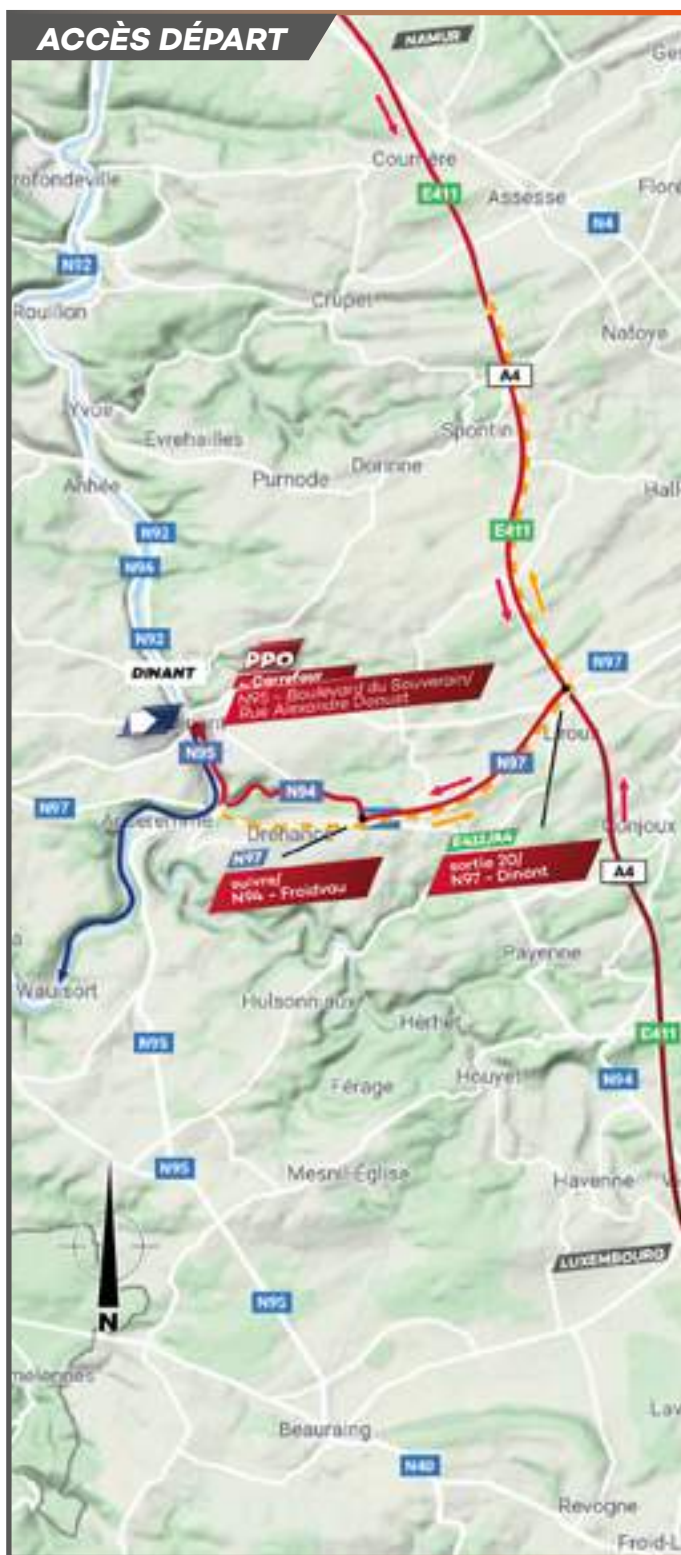 ACCÈS DÉPART
NAMUR
Courrière
E411
Assesse
N4
N92
Crupet
Rouillon
Natoye
A4
Yvoir
Spontin
Evrehailles
Dorinne
Purnode
Anhée
E411
N92
N96
N92
DINANT
PPO
Carrefour
N95 - Boulevard du Souverain/
Rue Alexandre Daoust
N97
N95
N97
N94
N97
Anseremme
Dréhance
Conjoux
N97
suivre/
N94 - Froidvau
E411/A4
sortie 20/
N97 - Dinant
A4
Payenne
Waulsort
Hulsonniaux
Herhet
E411
N95
Houyet
N94
Férage
N95
Mesnil-Église
Havenne
LUXEMBOURG
N
N95
Beauraing
N40
Revogne
Froid-L